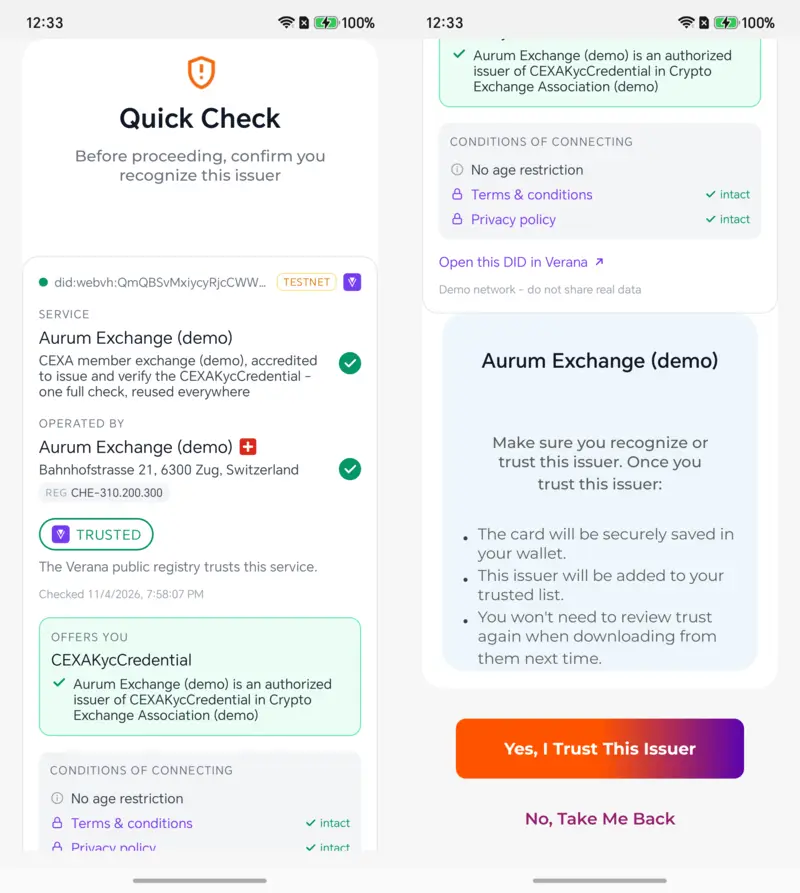 12:33
100%
Quick Check
Before proceeding, confirm you
recognize this issuer
did:webvh:QmQBSvMxiycyRjcCWW...
TESTNET
SERVICE
Aurum Exchange (demo)
CEXA member exchange (demo), accredited
to issue and verify the CEXAKycCredential -
one full check, reused everywhere
OPERATED BY
Aurum Exchange (demo)
Bahnhofstrasse 21, 6300 Zug, Switzerland
REG CHE-310.200.300
TRUSTED
The Verana public registry trusts this service.
Checked 11/4/2026, 7:58:07 PM
OFFERS YOU
CEXAKycCredential
Aurum Exchange (demo) is an authorized
issuer of CEXAKycCredential in Crypto
Exchange Association (demo)
CONDITIONS OF CONNECTING
No age restriction
Terms & conditions
intact
Privacy policy
intact
12:33
100%
Aurum Exchange (demo) is an authorized
issuer of CEXAKycCredential in Crypto
Exchange Association (demo)
CONDITIONS OF CONNECTING
No age restriction
Terms & conditions
intact
Privacy policy
intact
Open this DID in Verana
Demo network - do not share real data
Aurum Exchange (demo)
Make sure you recognize or
trust this issuer. Once you
trust this issuer:
• The card will be securely saved in
your wallet.
• This issuer will be added to your
trusted list.
• You won't need to review trust
again when downloading from
them next time.
Yes, I Trust This Issuer
No, Take Me Back